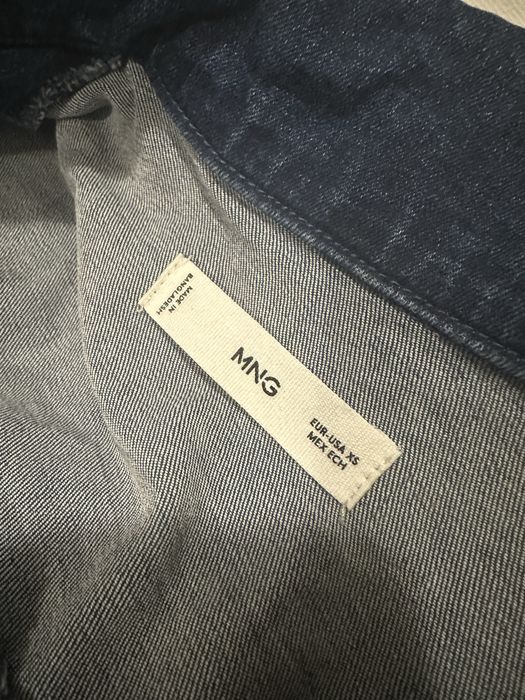 MADE IN
BANGLADESH
MNG
EUR-USA XS
MEX ECH